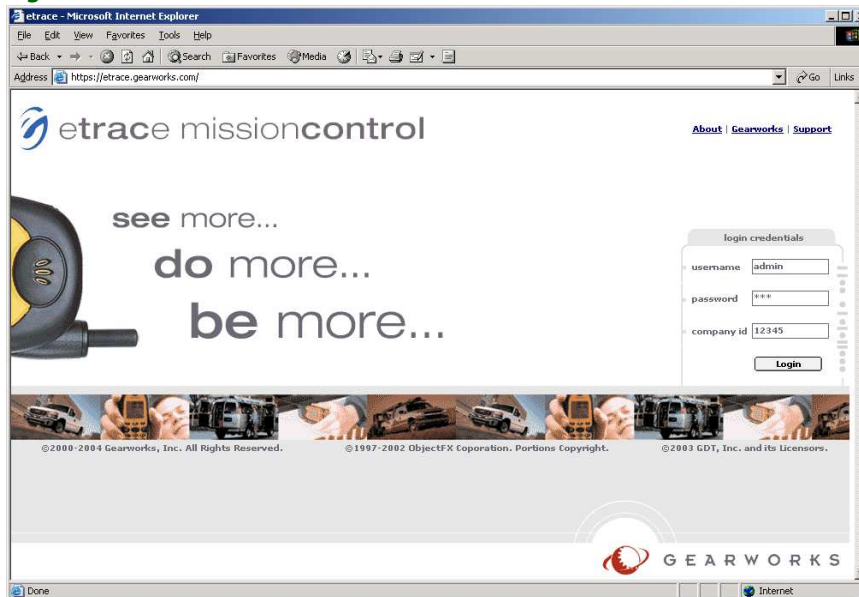 etrace - Microsoft Internet Explorer
File Edit View Favorites Tools Help
Back Search Favorites Media
Address https://etrace.gearworks.com/ Go Links
etrace missioncontrol
About | Gearworks | Support
see more...
do more...
be more...
login credentials
username admin
password ***
company id 12345
Login
©2000-2004 Gearworks, Inc. All Rights Reserved. ©1997-2002 ObjectFX Coporation. Portions Copyright. ©2003 GDT, Inc. and its Licensors.
GEARWORKS
Done Internet